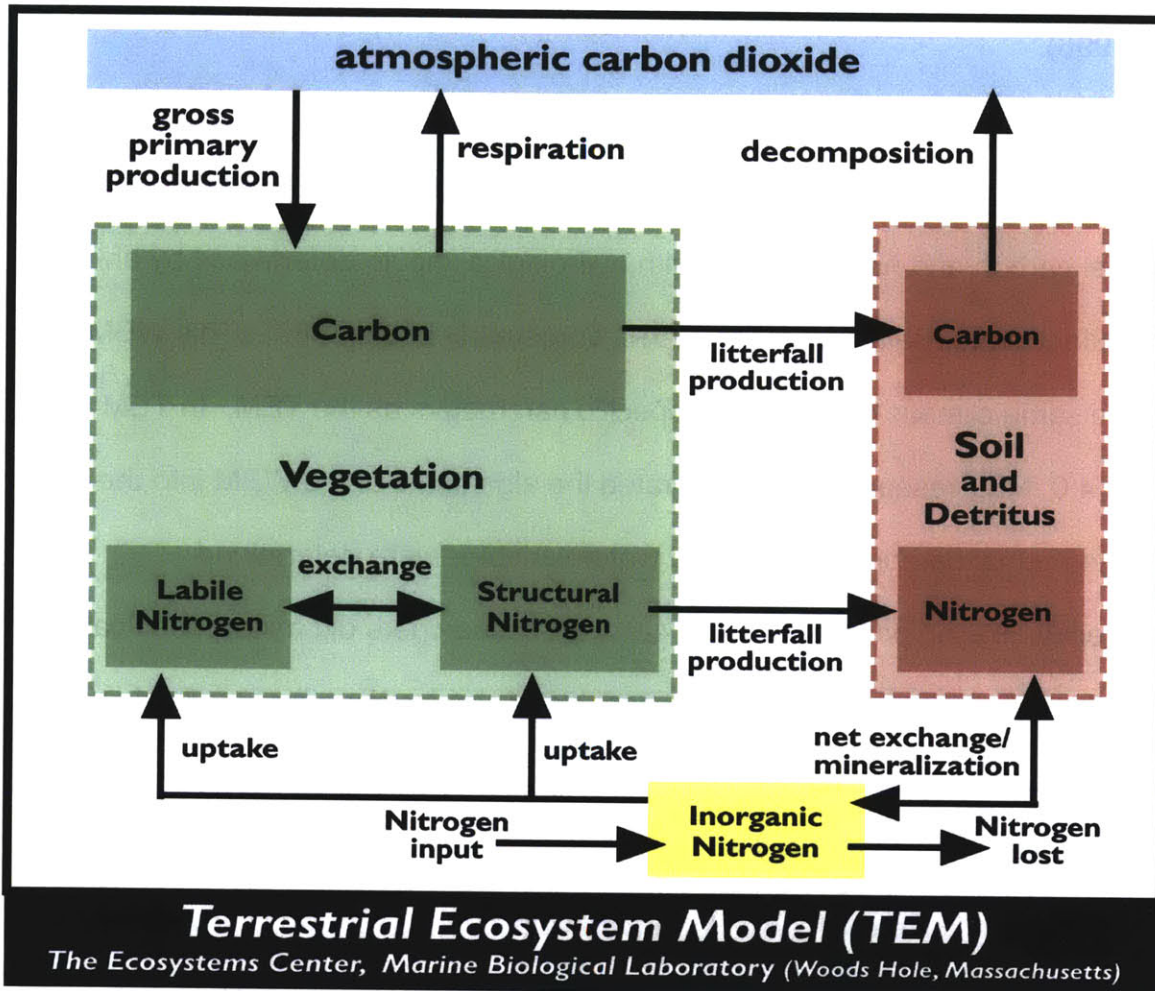 atmospheric carbon dioxide
gross
primary
production
respiration
decomposition
Carbon
litterfall
production
Carbon
Vegetation
Soil
and
Detritus
Labile
Nitrogen
exchange
Structural
Nitrogen
litterfall
production
Nitrogen
uptake
uptake
net exchange/
mineralization
Nitrogen
input
Inorganic
Nitrogen
Nitrogen
lost
Terrestrial Ecosystem Model (TEM)
The Ecosystems Center, Marine Biological Laboratory (Woods Hole, Massachusetts)